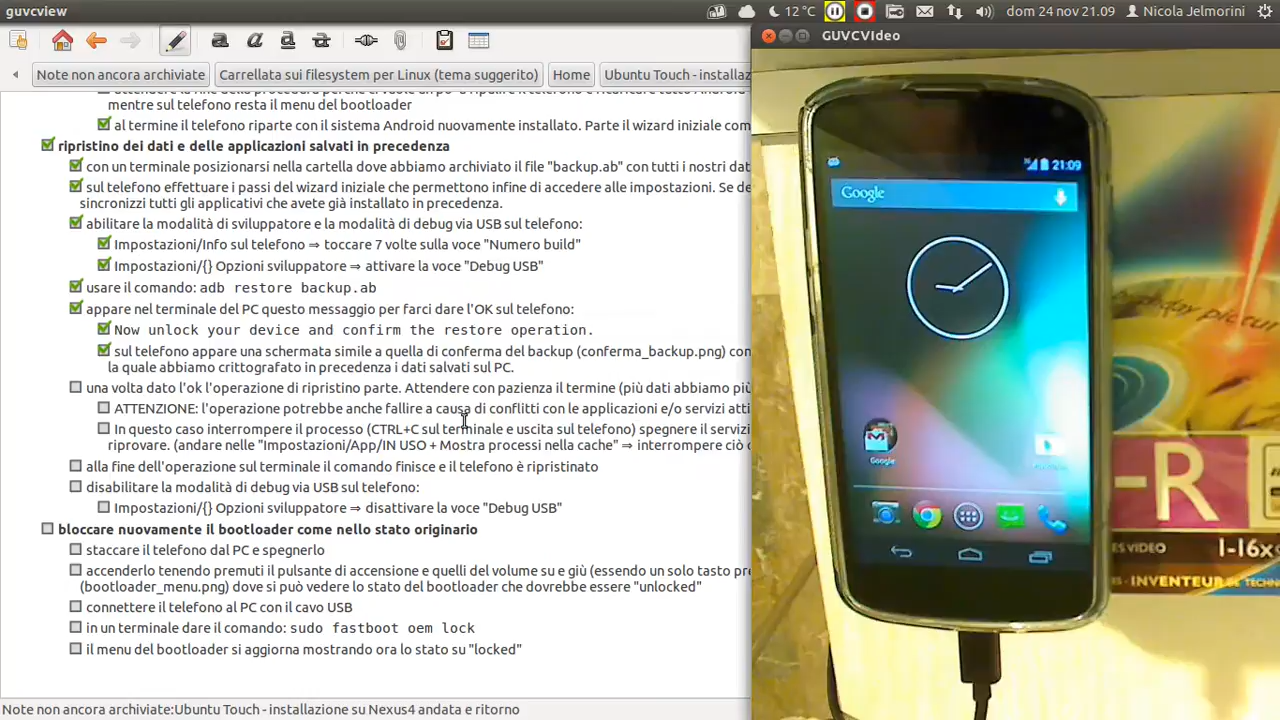 guvcview
12 °C
dom 24 nov 21.09
Nicola Jelmorini
GUVCVIdeo
Note non ancora archiviate
Carrellata sui filesystem per Linux (tema suggerito)
Home
Ubuntu Touch - installaz
mentre sul telefono resta il menu del bootloader
al termine il telefono riparte con il sistema Android nuovamente installato. Parte il wizard iniziale com
ripristino dei dati e delle applicazioni salvati in precedenza
con un terminale posizionarsi nella cartella dove abbiamo archiviato il file "backup.ab" con tutti i nostri dat
sul telefono effettuare i passi del wizard iniziale che permettono infine di accedere alle impostazioni. Se de
sincronizzi tutti gli applicativi che avete già installato in precedenza.
abilitare la modalità di sviluppatore e la modalità di debug via USB sul telefono:
Impostazioni/Info sul telefono ⇒ toccare 7 volte sulla voce "Numero build"
Impostazioni/{} Opzioni sviluppatore ⇒ attivare la voce "Debug USB"
usare il comando: adb restore backup.ab
appare nel terminale del PC questo messaggio per farci dare l'OK sul telefono:
Now unlock your device and confirm the restore operation.
sul telefono appare una schermata simile a quella di conferma del backup (conferma_backup.png) con
la quale abbiamo crittografato in precedenza i dati salvati sul PC.
una volta dato l'ok l'operazione di ripristino parte. Attendere con pazienza il termine (più dati abbiamo più
ATTENZIONE: l'operazione potrebbe anche fallire a causa di conflitti con le applicazioni e/o servizi atti
In questo caso interrompere il processo (CTRL+C sul terminale e uscita sul telefono) spegnere il servizi
riprovare. (andare nelle "Impostazioni/App/IN USO + Mostra processi nella cache" ⇒ interrompere ciò c
alla fine dell'operazione sul terminale il comando finisce e il telefono è ripristinato
disabilitare la modalità di debug via USB sul telefono:
Impostazioni/{} Opzioni sviluppatore ⇒ disattivare la voce "Debug USB"
bloccare nuovamente il bootloader come nello stato originario
staccare il telefono dal PC e spegnerlo
accenderlo tenendo premuti il pulsante di accensione e quelli del volume su e giù (essendo un solo tasto pre
(bootloader_menu.png) dove si può vedere lo stato del bootloader che dovrebbe essere "unlocked"
connettere il telefono al PC con il cavo USB
in un terminale dare il comando: sudo fastboot oem lock
il menu del bootloader si aggiorna mostrando ora lo stato su "locked"
Note non ancora archiviate:Ubuntu Touch - installazione su Nexus4 andata e ritorno
21:09
Google
Google
-R
1-16x
ES VIDEO
- INVENTEUR